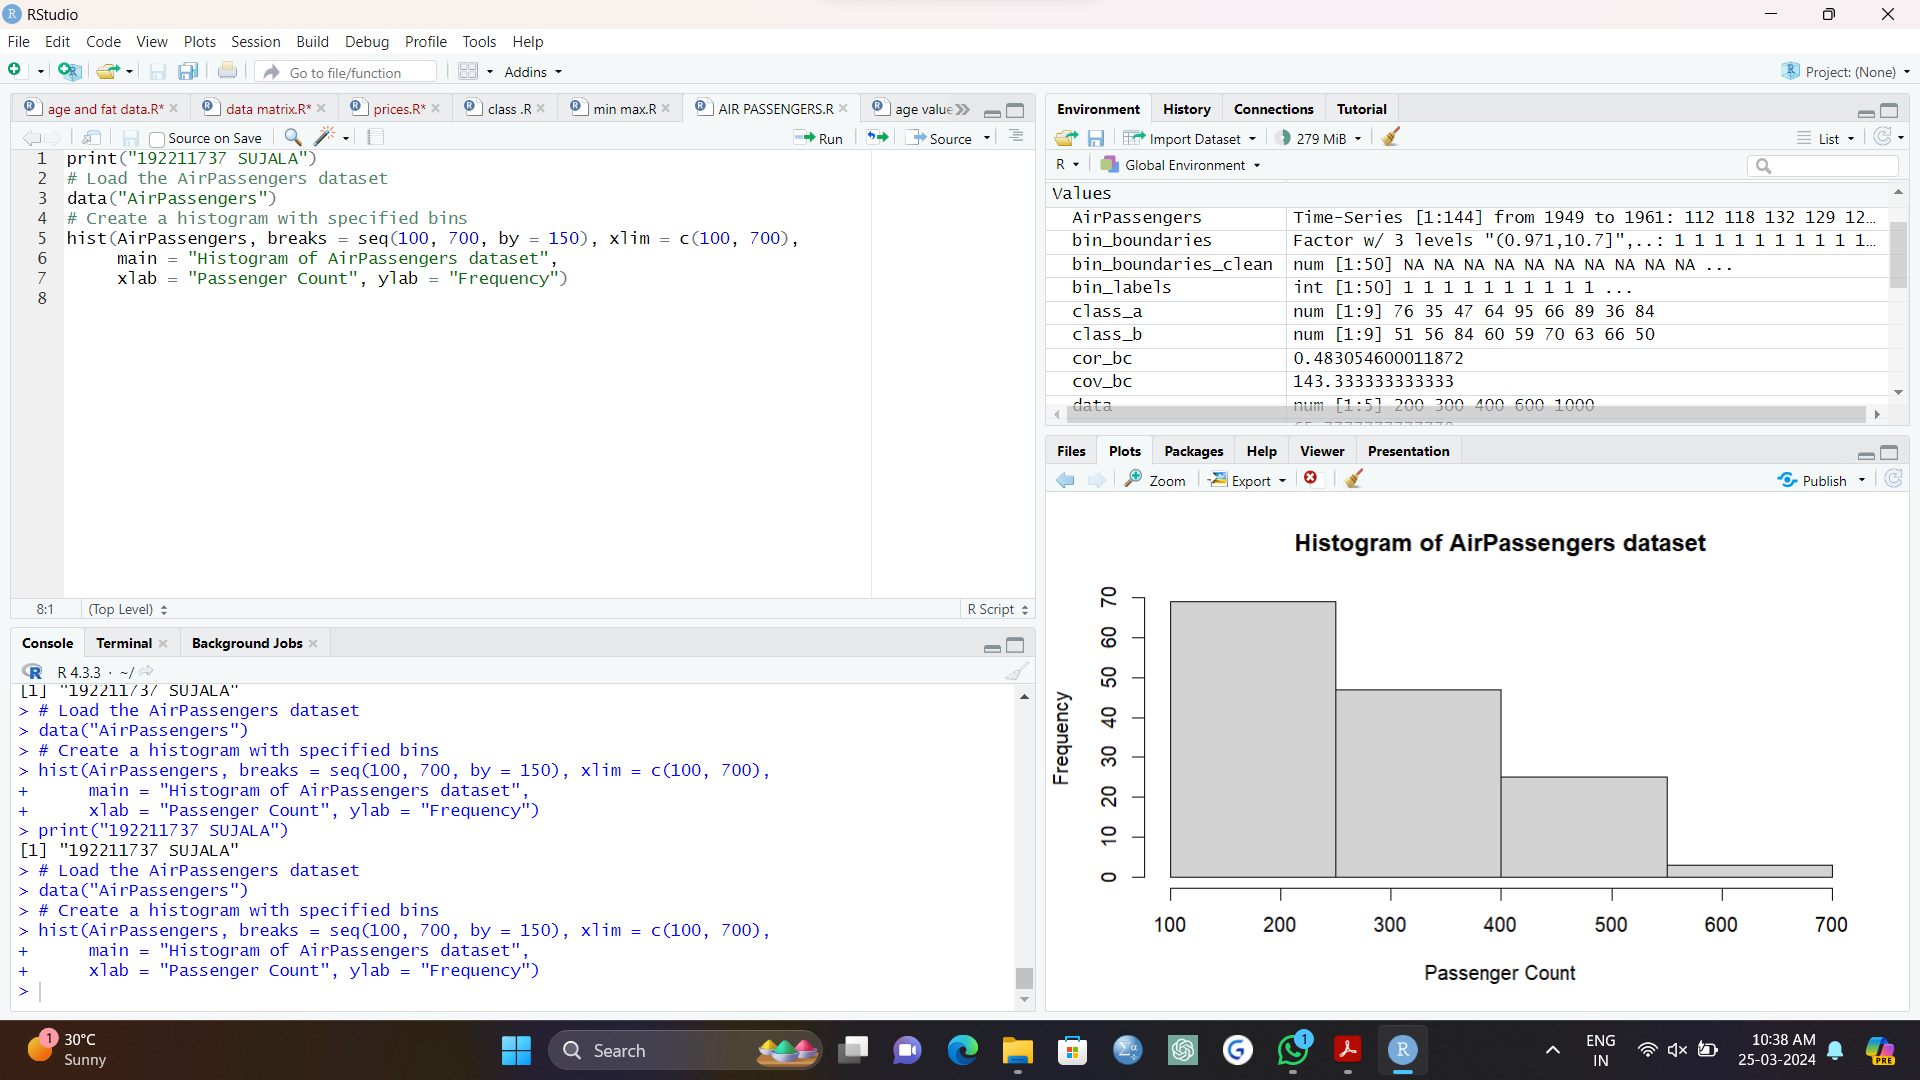 RStudio
File Edit Code View Plots Session Build Debug Profile Tools Help
Go to file/function Addins Project: (None)
age and fat data.R* data matrix.R* prices.R* class .R min max.R AIR PASSENGERS.R age value
Source on Save Run Source
1 print("192211737 SUJALA")
2 # Load the AirPassengers dataset
3 data("AirPassengers")
4 # Create a histogram with specified bins
5 hist(AirPassengers, breaks = seq(100, 700, by = 150), xlim = c(100, 700),
6 main = "Histogram of AirPassengers dataset",
7 xlab = "Passenger Count", ylab = "Frequency")
8
8:1 (Top Level) R Script
Console Terminal Background Jobs
R 4.3.3 · ~/
[1] "192211737 SUJALA"
> # Load the AirPassengers dataset
> data("AirPassengers")
> # Create a histogram with specified bins
> hist(AirPassengers, breaks = seq(100, 700, by = 150), xlim = c(100, 700),
+ main = "Histogram of AirPassengers dataset",
+ xlab = "Passenger Count", ylab = "Frequency")
> print("192211737 SUJALA")
[1] "192211737 SUJALA"
> # Load the AirPassengers dataset
> data("AirPassengers")
> # Create a histogram with specified bins
> hist(AirPassengers, breaks = seq(100, 700, by = 150), xlim = c(100, 700),
+ main = "Histogram of AirPassengers dataset",
+ xlab = "Passenger Count", ylab = "Frequency")
>
Environment History Connections Tutorial
Import Dataset 279 MiB List
R Global Environment
Values
AirPassengers Time-Series [1:144] from 1949 to 1961: 112 118 132 129 12…
bin_boundaries Factor w/ 3 levels "(0.971,10.7]",..: 1 1 1 1 1 1 1 1 1 1…
bin_boundaries_clean num [1:50] NA NA NA NA NA NA NA NA NA NA ...
bin_labels int [1:50] 1 1 1 1 1 1 1 1 1 1 ...
class_a num [1:9] 76 35 47 64 95 66 89 36 84
class_b num [1:9] 51 56 84 60 59 70 63 66 50
cor_bc 0.483054600011872
cov_bc 143.333333333333
data num [1:5] 200 300 400 600 1000
Files Plots Packages Help Viewer Presentation
Zoom Export Publish
Histogram of AirPassengers dataset
Frequency
70
60
50
40
30
20
10
0
100 200 300 400 500 600 700
Passenger Count
1 30°C
Sunny
Search
1
ENG
IN
10:38 AM
25-03-2024
PRE